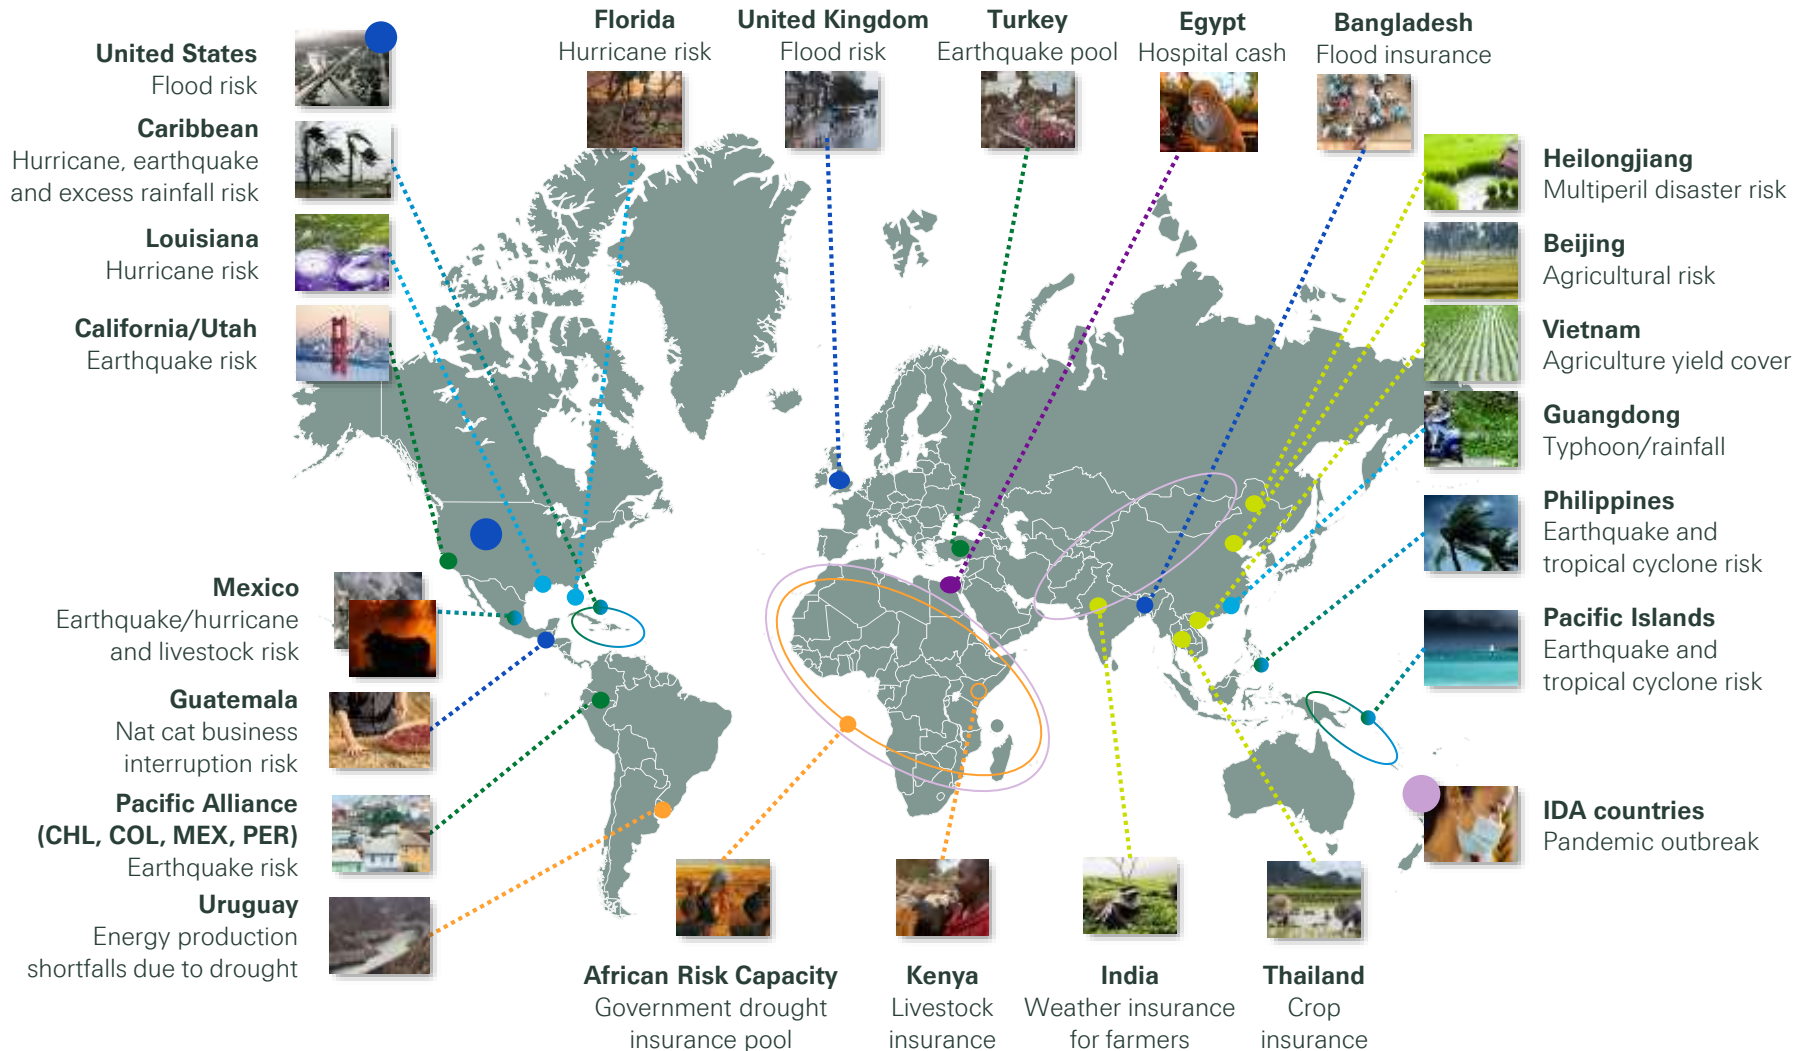 United States
Flood risk
Caribbean
Hurricane, earthquake
and excess rainfall risk
Louisiana
Hurricane risk
California/Utah
Earthquake risk
Mexico
Earthquake/hurricane
and livestock risk
Guatemala
Nat cat business
interruption risk
Pacific Alliance
(CHL, COL, MEX, PER)
Earthquake risk
Uruguay
Energy production
shortfalls due to drought
Florida
Hurricane risk
United Kingdom
Flood risk
Turkey
Earthquake pool
Egypt
Hospital cash
Bangladesh
Flood insurance
Heilongjiang
Multiperil disaster risk
Beijing
Agricultural risk
Vietnam
Agriculture yield cover
Guangdong
Typhoon/rainfall
Philippines
Earthquake and
tropical cyclone risk
Pacific Islands
Earthquake and
tropical cyclone risk
IDA countries
Pandemic outbreak
African Risk Capacity
Government drought
insurance pool
Kenya
Livestock
insurance
India
Weather insurance
for farmers
Thailand
Crop
insurance